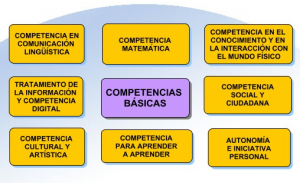 COMPETENCIA EN
COMUNICACIÓN
LINGÜÍSTICA
COMPETENCIA
MATEMÁTICA
COMPETENCIA EN EL
CONOCIMIENTO Y EN
LA INTERACCIÓN CON
EL MUNDO FÍSICO
TRATAMIENTO DE
LA INFORMACIÓN
Y COMPETENCIA
DIGITAL
COMPETENCIAS
BÁSICAS
COMPETENCIA
SOCIAL Y
CIUDADANA
COMPETENCIA
CULTURAL Y
ARTÍSTICA
COMPETENCIA
PARA APRENDER
A APRENDER
AUTONOMÍA
E INICIATIVA
PERSONAL